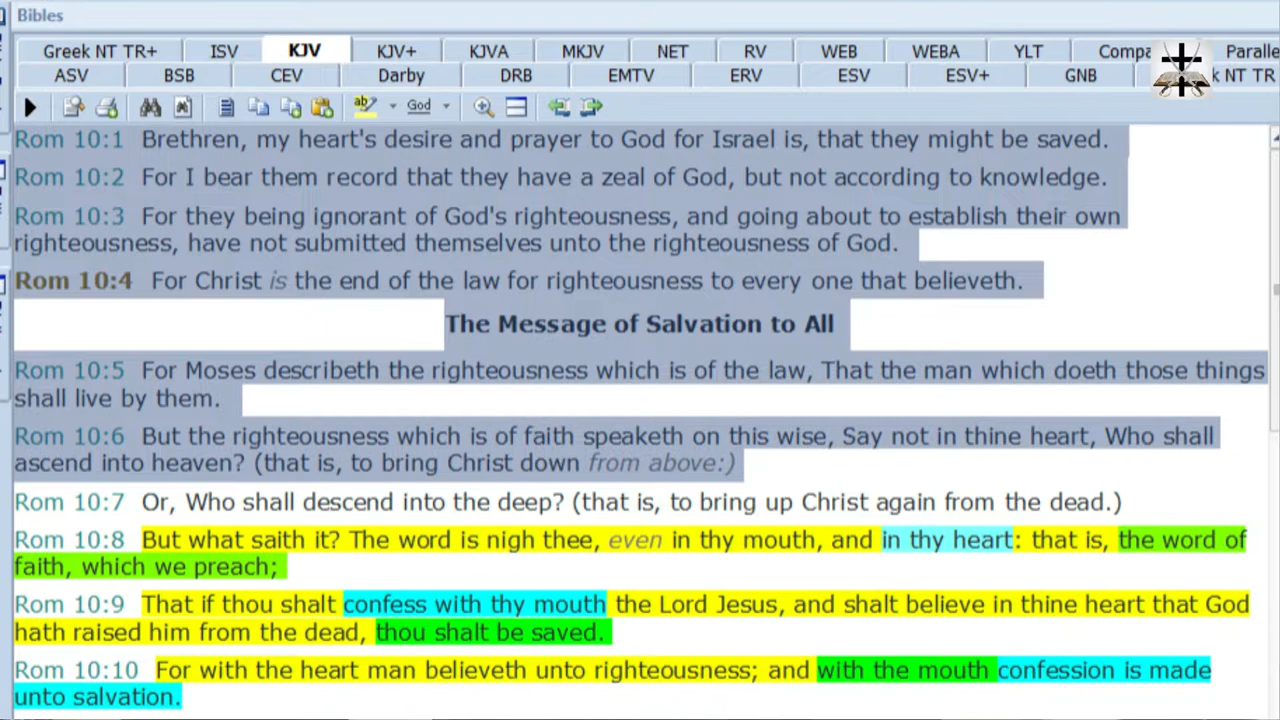 Bibles
Greek NT TR+ ISV KJV KJV+ KJVA MKJV NET RV WEB WEBA YLT Compa Paralle
ASV BSB CEV Darby DRB EMTV ERV ESV ESV+ GNB k NT TR
God
Rom 10:1 Brethren, my heart's desire and prayer to God for Israel is, that they might be saved.
Rom 10:2 For I bear them record that they have a zeal of God, but not according to knowledge.
Rom 10:3 For they being ignorant of God's righteousness, and going about to establish their own
righteousness, have not submitted themselves unto the righteousness of God.
Rom 10:4 For Christ is the end of the law for righteousness to every one that believeth.
The Message of Salvation to All
Rom 10:5 For Moses describeth the righteousness which is of the law, That the man which doeth those things
shall live by them.
Rom 10:6 But the righteousness which is of faith speaketh on this wise, Say not in thine heart, Who shall
ascend into heaven? (that is, to bring Christ down from above:)
Rom 10:7 Or, Who shall descend into the deep? (that is, to bring up Christ again from the dead.)
Rom 10:8 But what saith it? The word is nigh thee, even in thy mouth, and in thy heart: that is, the word of
faith, which we preach;
Rom 10:9 That if thou shalt confess with thy mouth the Lord Jesus, and shalt believe in thine heart that God
hath raised him from the dead, thou shalt be saved.
Rom 10:10 For with the heart man believeth unto righteousness; and with the mouth confession is made
unto salvation.